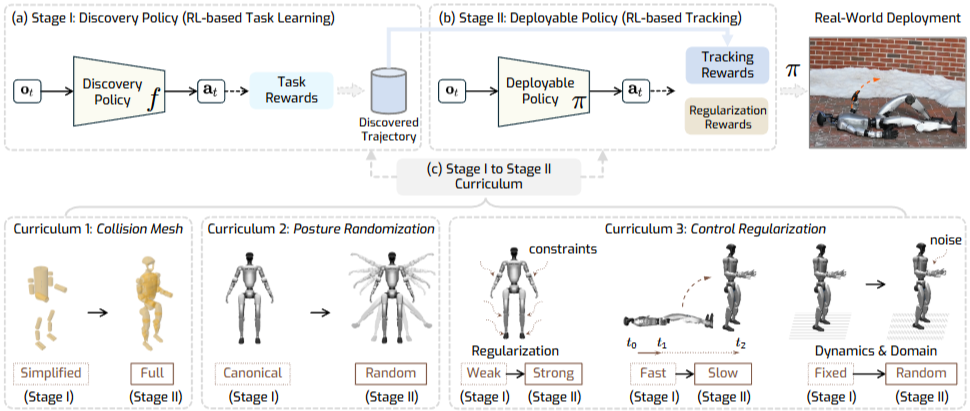 (a) Stage I: Discovery Policy (RL-based Task Learning)
o_t
Discovery
Policy f
a_t
Task
Rewards
Discovered
Trajectory
(b) Stage II: Deployable Policy (RL-based Tracking)
o_t
Deployable
Policy π
a_t
Tracking
Rewards
Regularization
Rewards
π
Real-World Deployment
(c) Stage I to Stage II
Curriculum
Curriculum 1: Collision Mesh
Simplified
Full
(Stage I)
(Stage II)
Curriculum 2: Posture Randomization
Canonical
Random
(Stage I)
(Stage II)
Curriculum 3: Control Regularization
constraints
Regularization
Weak
Strong
(Stage I)
(Stage II)
t_0
t_1
t_2
Fast
Slow
(Stage I)
(Stage II)
noise
Dynamics & Domain
Fixed
Random
(Stage I)
(Stage II)